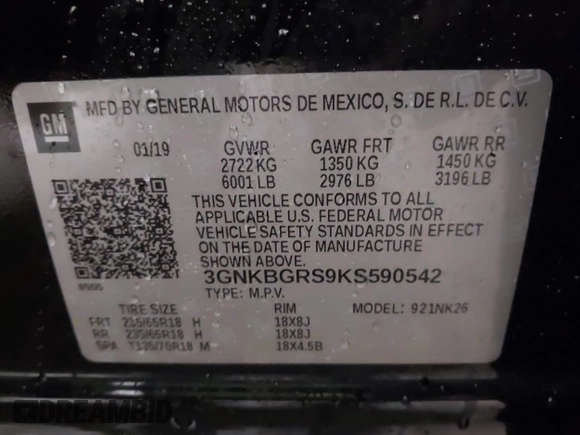 GM
MFD BY GENERAL MOTORS DE MEXICO, S. DE R.L. DE C.V.
01/19 GVWR GAWR FRT GAWR RR
2722 KG 1350 KG 1450 KG
6001 LB 2976 LB 3196 LB
THIS VEHICLE CONFORMS TO ALL
APPLICABLE U.S. FEDERAL MOTOR
VEHICLE SAFETY STANDARDS IN EFFECT
ON THE DATE OF MANUFACTURE
SHOWN ABOVE.
3GNKBGRS9KS590542
TYPE: M.P.V.
TIRE SIZE RIM MODEL: 921NK26
FRT 235/65R18 H 18X8J
RR 235/65R18 H 18X8J
SPA T135/70R18 M 18X4.5B
DREAMBID